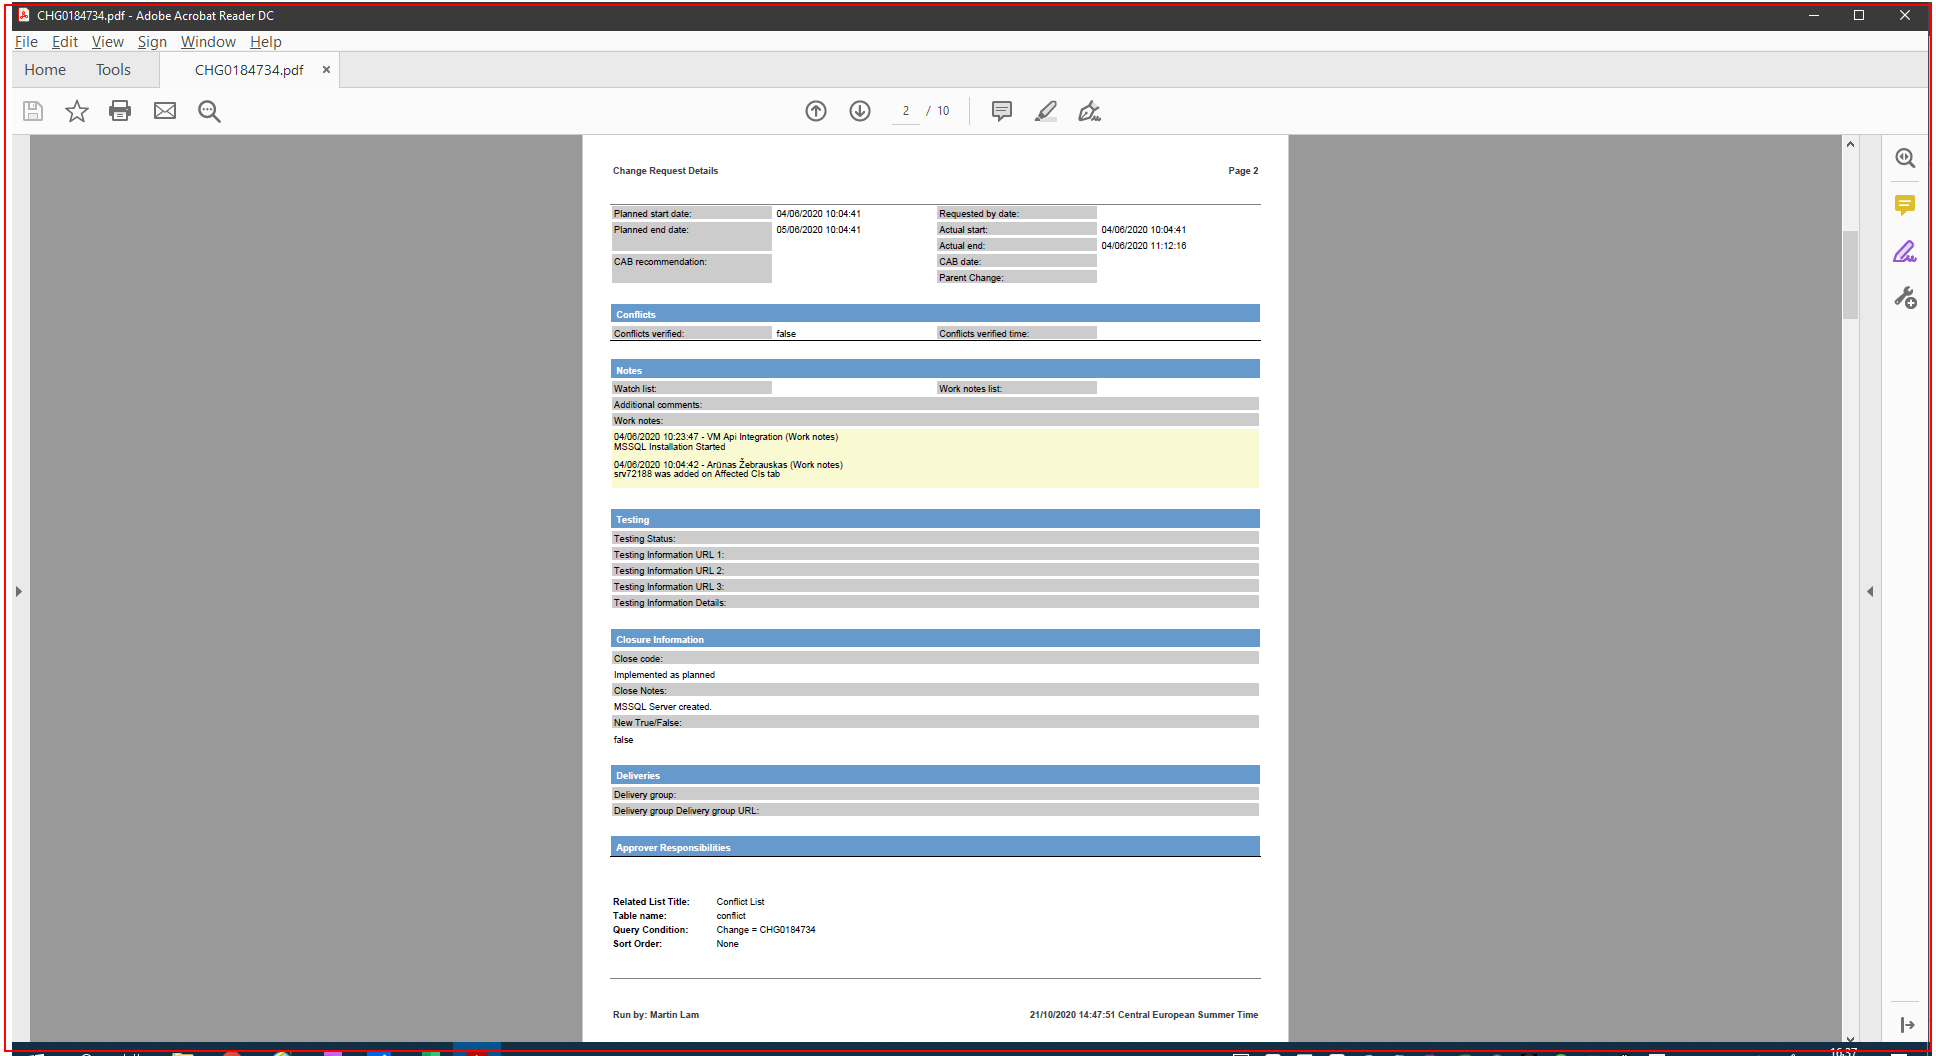 CHG0184734.pdf - Adobe Acrobat Reader DC
File Edit View Sign Window Help
Home Tools CHG0184734.pdf ×
2 / 10
Change Request Details Page 2
Planned start date: 04/06/2020 10:04:41 Requested by date:
Planned end date: 05/06/2020 10:04:41 Actual start: 04/06/2020 10:04:41
Actual end: 04/06/2020 11:12:16
CAB recommendation: CAB date:
Parent Change:
Conflicts
Conflicts verified: false Conflicts verified time:
Notes
Watch list: Work notes list:
Additional comments:
Work notes:
04/06/2020 10:23:47 - VM Api Integration (Work notes)
MSSQL Installation Started
04/06/2020 10:04:42 - Arūnas Žebrauskas (Work notes)
srv72188 was added on Affected CIs tab
Testing
Testing Status:
Testing Information URL 1:
Testing Information URL 2:
Testing Information URL 3:
Testing Information Details:
Closure Information
Close code:
Implemented as planned
Close Notes:
MSSQL Server created.
New True/False:
false
Deliveries
Delivery group:
Delivery group Delivery group URL:
Approver Responsibilities
Related List Title: Conflict List
Table name: conflict
Query Condition: Change = CHG0184734
Sort Order: None
Run by: Martin Lam 21/10/2020 14:47:51 Central European Summer Time